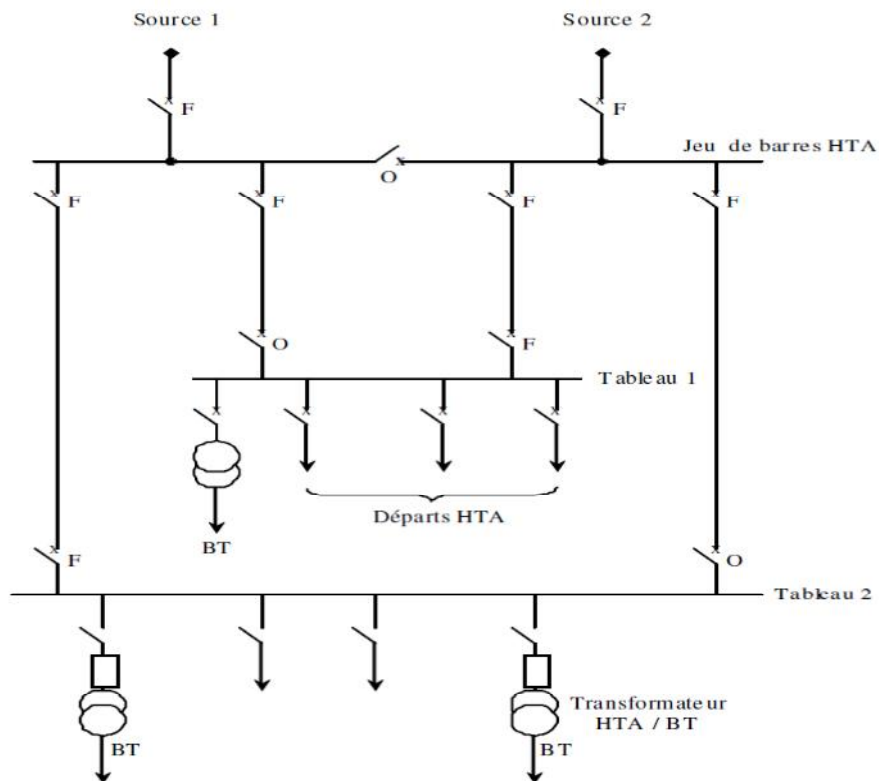 Source 1
Source 2
F
F
Jeu de barres HTA
O
F
F
F
F
O
F
Tableau 1
Départs HTA
BT
F
O
Tableau 2
Transformateur
HTA / BT
BT
BT